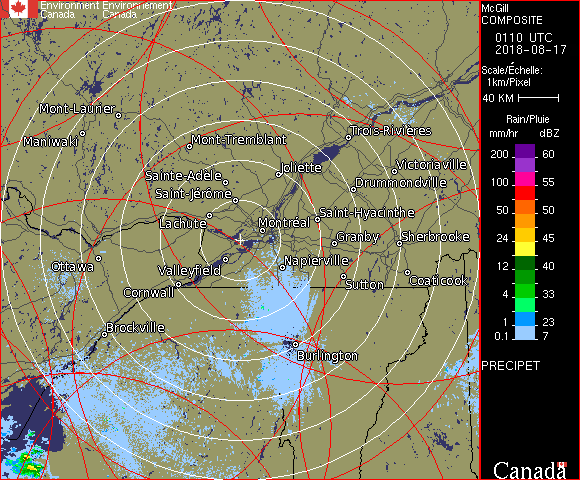 Environment Environnement
Canada Canada
McGill
COMPOSITE
0110 UTC
2018-08-17
Scale/Échelle:
1km/Pixel
40 KM
Rain/Pluie
mm/hr dBZ
200 60
55
100 55
50 50
24 45
12 40
4 33
1 23
0.1 7
PRECIPET
Canada
Mont-Laurier
Maniwaki
Mont-Tremblant
Trois-Rivières
Sainte-Adèle
Joliette
Victoriaville
Saint-Jérôme
Drummondville
Lachute
Montréal
Saint-Hyacinthe
Granby
Sherbrooke
Ottawa
Valleyfield
Napierville
Cornwall
Sutton
Coaticook
Brockville
Burlington